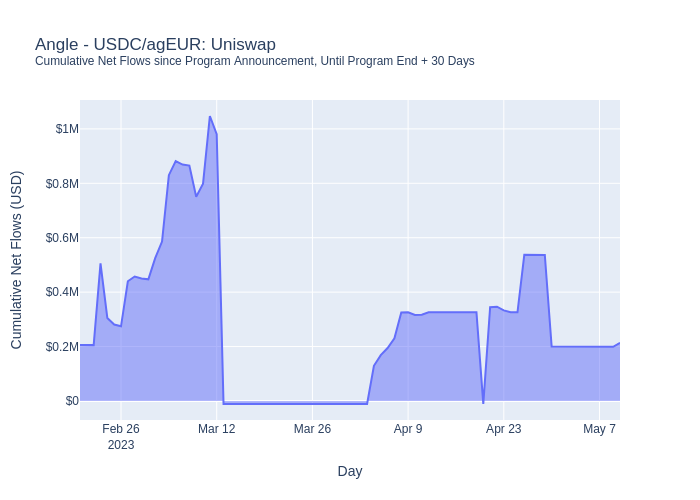 Angle - USDC/agEUR: Uniswap
Cumulative Net Flows since Program Announcement, Until Program End + 30 Days
Cumulative Net Flows (USD)
$1M
$0.8M
$0.6M
$0.4M
$0.2M
$0
Feb 26 Mar 12 Mar 26 Apr 9 Apr 23 May 7
2023
Day